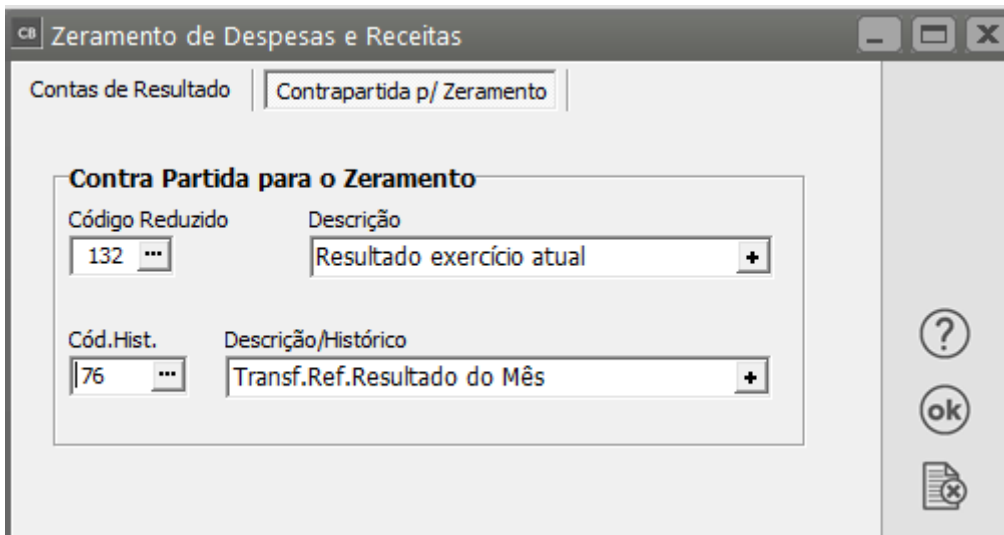 CB Zeramento de Despesas e Receitas
Contas de Resultado Contrapartida p/ Zeramento
Contra Partida para o Zeramento
Código Reduzido Descrição
132 ... Resultado exercício atual +
Cód.Hist. Descrição/Histórico
76 ... Transf.Ref.Resultado do Mês +
?
ok